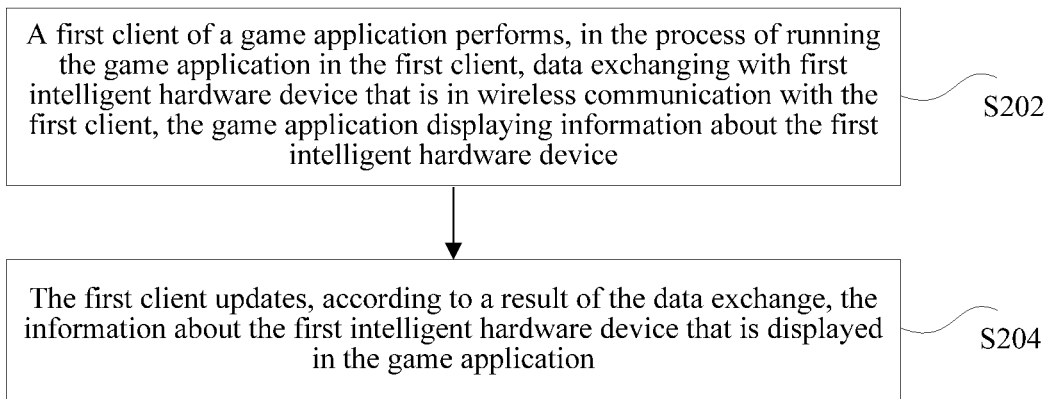 A first client of a game application performs, in the process of running
the game application in the first client, data exchanging with first
intelligent hardware device that is in wireless communication with the
first client, the game application displaying information about the first
intelligent hardware device
S202
The first client updates, according to a result of the data exchange, the
information about the first intelligent hardware device that is displayed
in the game application
S204